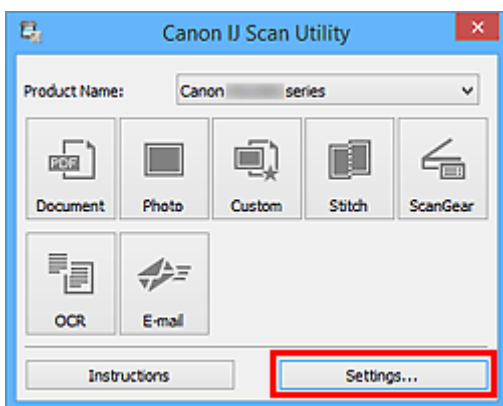 Canon IJ Scan Utility
Product Name: Canon series
PDF
Document Photo Custom Stitch ScanGear
OCR E-mail
Instructions Settings...